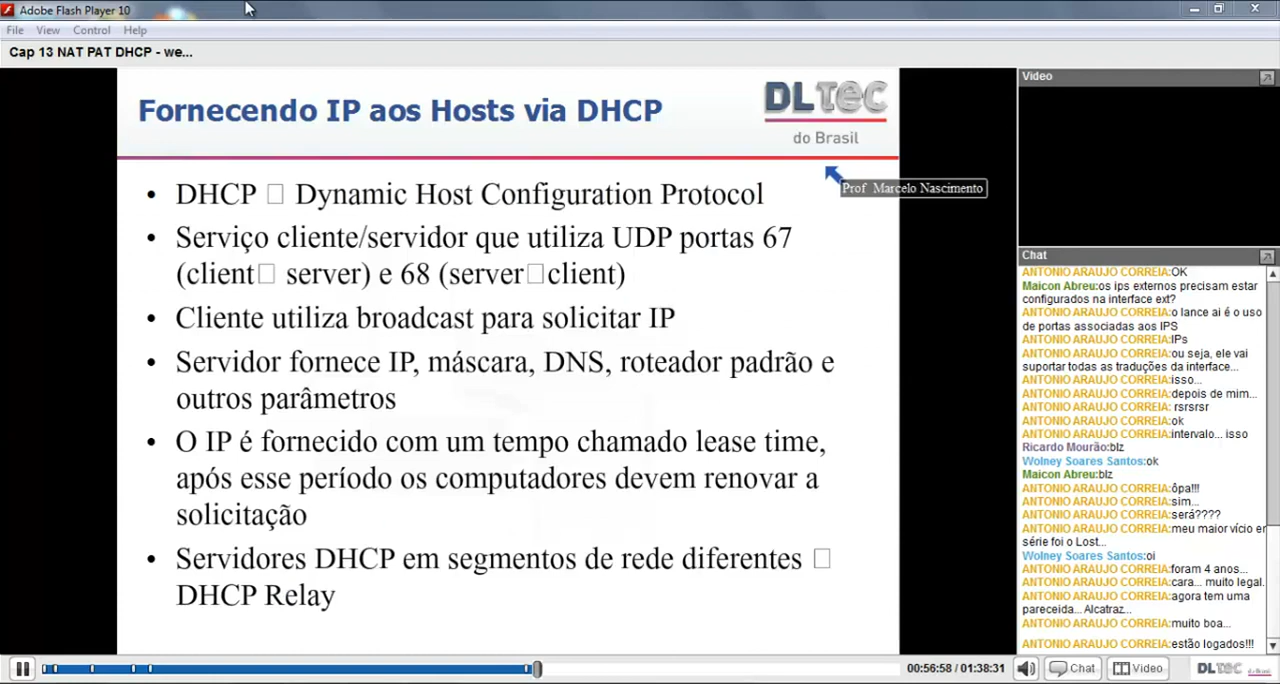 Adobe Flash Player 10
File View Control Help
Cap 13 NAT PAT DHCP - we...
Fornecendo IP aos Hosts via DHCP
DLTEC
do Brasil
Prof Marcelo Nascimento
• DHCP □ Dynamic Host Configuration Protocol
• Serviço cliente/servidor que utiliza UDP portas 67
(client□ server) e 68 (server□client)
• Cliente utiliza broadcast para solicitar IP
• Servidor fornece IP, máscara, DNS, roteador padrão e
outros parâmetros
• O IP é fornecido com um tempo chamado lease time,
após esse período os computadores devem renovar a
solicitação
• Servidores DHCP em segmentos de rede diferentes □
DHCP Relay
Video
Chat
ANTONIO ARAUJO CORREIA:OK
Maicon Abreu:os ips externos precisam estar
configurados na interface ext?
ANTONIO ARAUJO CORREIA:o lance ai é o uso
de portas associadas aos IPS
ANTONIO ARAUJO CORREIA:IPs
ANTONIO ARAUJO CORREIA:ou seja, ele vai
suportar todas as traduções da interface...
ANTONIO ARAUJO CORREIA:isso...
ANTONIO ARAUJO CORREIA:depois de mim...
ANTONIO ARAUJO CORREIA: rsrsrsr
ANTONIO ARAUJO CORREIA:ok
ANTONIO ARAUJO CORREIA:intervalo... isso
Ricardo Mourão:blz
Wolney Soares Santos:ok
Maicon Abreu:blz
ANTONIO ARAUJO CORREIA:ôpa!!!
ANTONIO ARAUJO CORREIA:sim...
ANTONIO ARAUJO CORREIA:será????
ANTONIO ARAUJO CORREIA:meu maior vício er
série foi o Lost...
Wolney Soares Santos:oi
ANTONIO ARAUJO CORREIA:foram 4 anos...
ANTONIO ARAUJO CORREIA:cara... muito legal.
ANTONIO ARAUJO CORREIA:agora tem uma
pareceida... Alcatraz...
ANTONIO ARAUJO CORREIA:muito boa...
ANTONIO ARAUJO CORREIA:estão logados!!!
00:56:58 / 01:38:31
Chat
Video
DLTEC